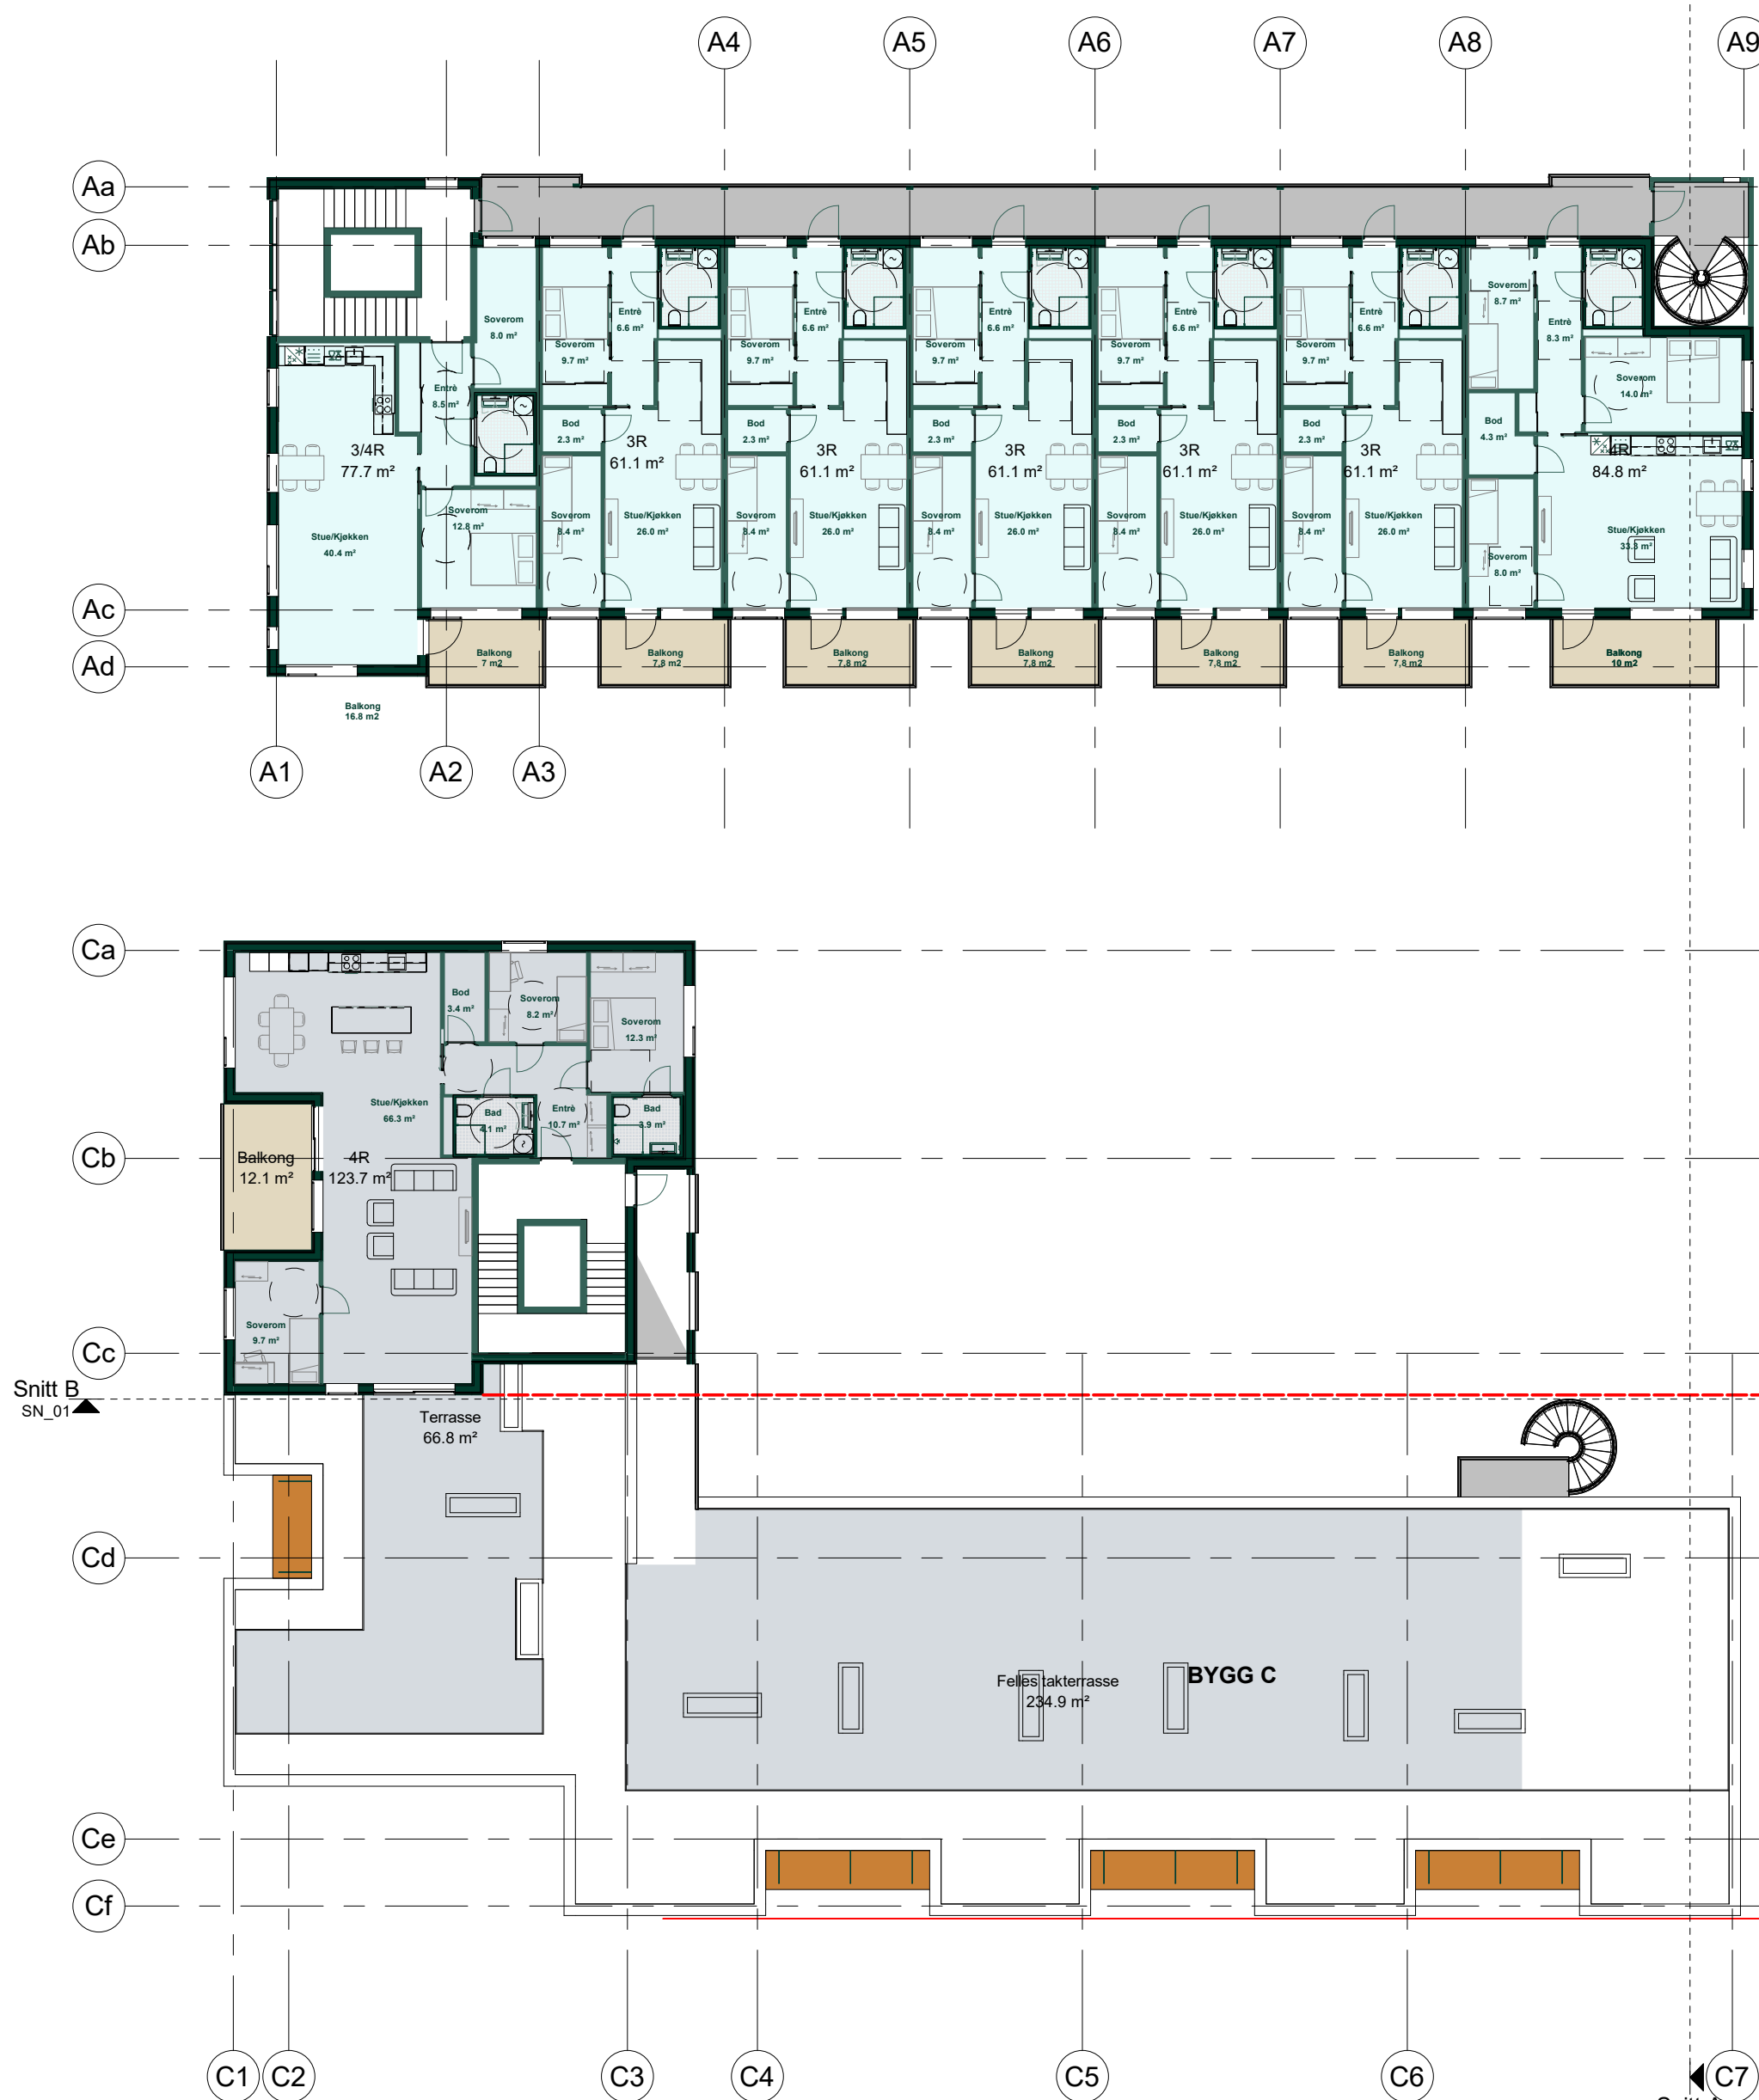 A4 A5 A6 A7 A8 A9
Aa
Ab
Ac
Ad
Soverom
8.0 m²
Entrè
8.5 m²
3/4R
77.7 m²
Soverom
12.8 m²
Stue/Kjøkken
40.4 m²
Balkong
7 m2
Balkong
16.8 m2
Entrè
6.6 m²
Soverom
9.7 m²
Bod
2.3 m²
3R
61.1 m²
Soverom
8.4 m²
Stue/Kjøkken
26.0 m²
Balkong
7,8 m2
Entrè
6.6 m²
Soverom
9.7 m²
Bod
2.3 m²
3R
61.1 m²
Soverom
8.4 m²
Stue/Kjøkken
26.0 m²
Balkong
7,8 m2
Entrè
6.6 m²
Soverom
9.7 m²
Bod
2.3 m²
3R
61.1 m²
Soverom
8.4 m²
Stue/Kjøkken
26.0 m²
Balkong
7,8 m2
Entrè
6.6 m²
Soverom
9.7 m²
Bod
2.3 m²
3R
61.1 m²
Soverom
8.4 m²
Stue/Kjøkken
26.0 m²
Balkong
7,8 m2
Entrè
6.6 m²
Soverom
9.7 m²
Bod
2.3 m²
3R
61.1 m²
Soverom
8.4 m²
Stue/Kjøkken
26.0 m²
Balkong
7,8 m2
Soverom
8.7 m²
Entrè
8.3 m²
Soverom
14.0 m²
Bod
4.3 m²
4R
84.8 m²
Stue/Kjøkken
33.3 m²
Soverom
8.0 m²
Balkong
10 m2
A1 A2 A3
Ca
Cb
Cc
Bod
3.4 m²
Soverom
8.2 m²
Soverom
12.3 m²
Stue/Kjøkken
66.3 m²
Bad
4.1 m²
Entrè
10.7 m²
Bad
3.9 m²
Balkong
12.1 m²
4R
123.7 m²
Soverom
9.7 m²
Snitt B
SN_01
Terrasse
66.8 m²
Cd
Felles takterrasse
234.9 m²
BYGG C
Ce
Cf
C1 C2 C3 C4 C5 C6 C7